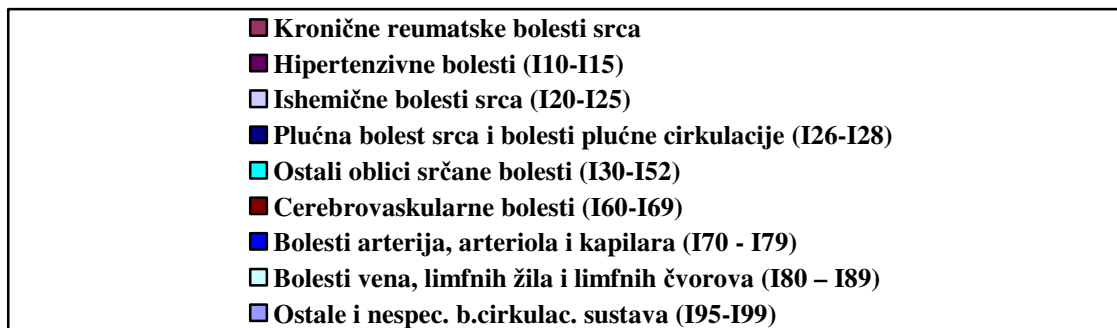 Kronične reumatske bolesti srca
Hipertenzivne bolesti (I10-I15)
Ishemične bolesti srca (I20-I25)
Plućna bolest srca i bolesti plućne cirkulacije (I26-I28)
Ostali oblici srčane bolesti (I30-I52)
Cerebrovaskularne bolesti (I60-I69)
Bolesti arterija, arteriola i kapilara (I70 - I79)
Bolesti vena, limfnih žila i limfnih čvorova (I80 – I89)
Ostale i nespec. b.cirkulac. sustava (I95-I99)